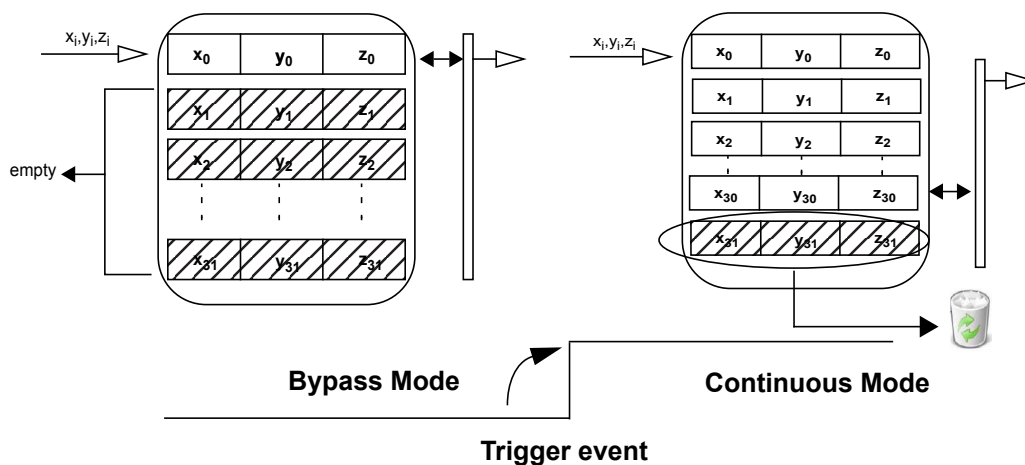 xi,yi,zi
x0 y0 z0
x1 y1 z1
x2 y2 z2
x31 y31 z31
empty
xi,yi,zi
x0 y0 z0
x1 y1 z1
x2 y2 z2
x30 y30 z30
x31 y31 z31
Bypass Mode
Continuous Mode
Trigger event